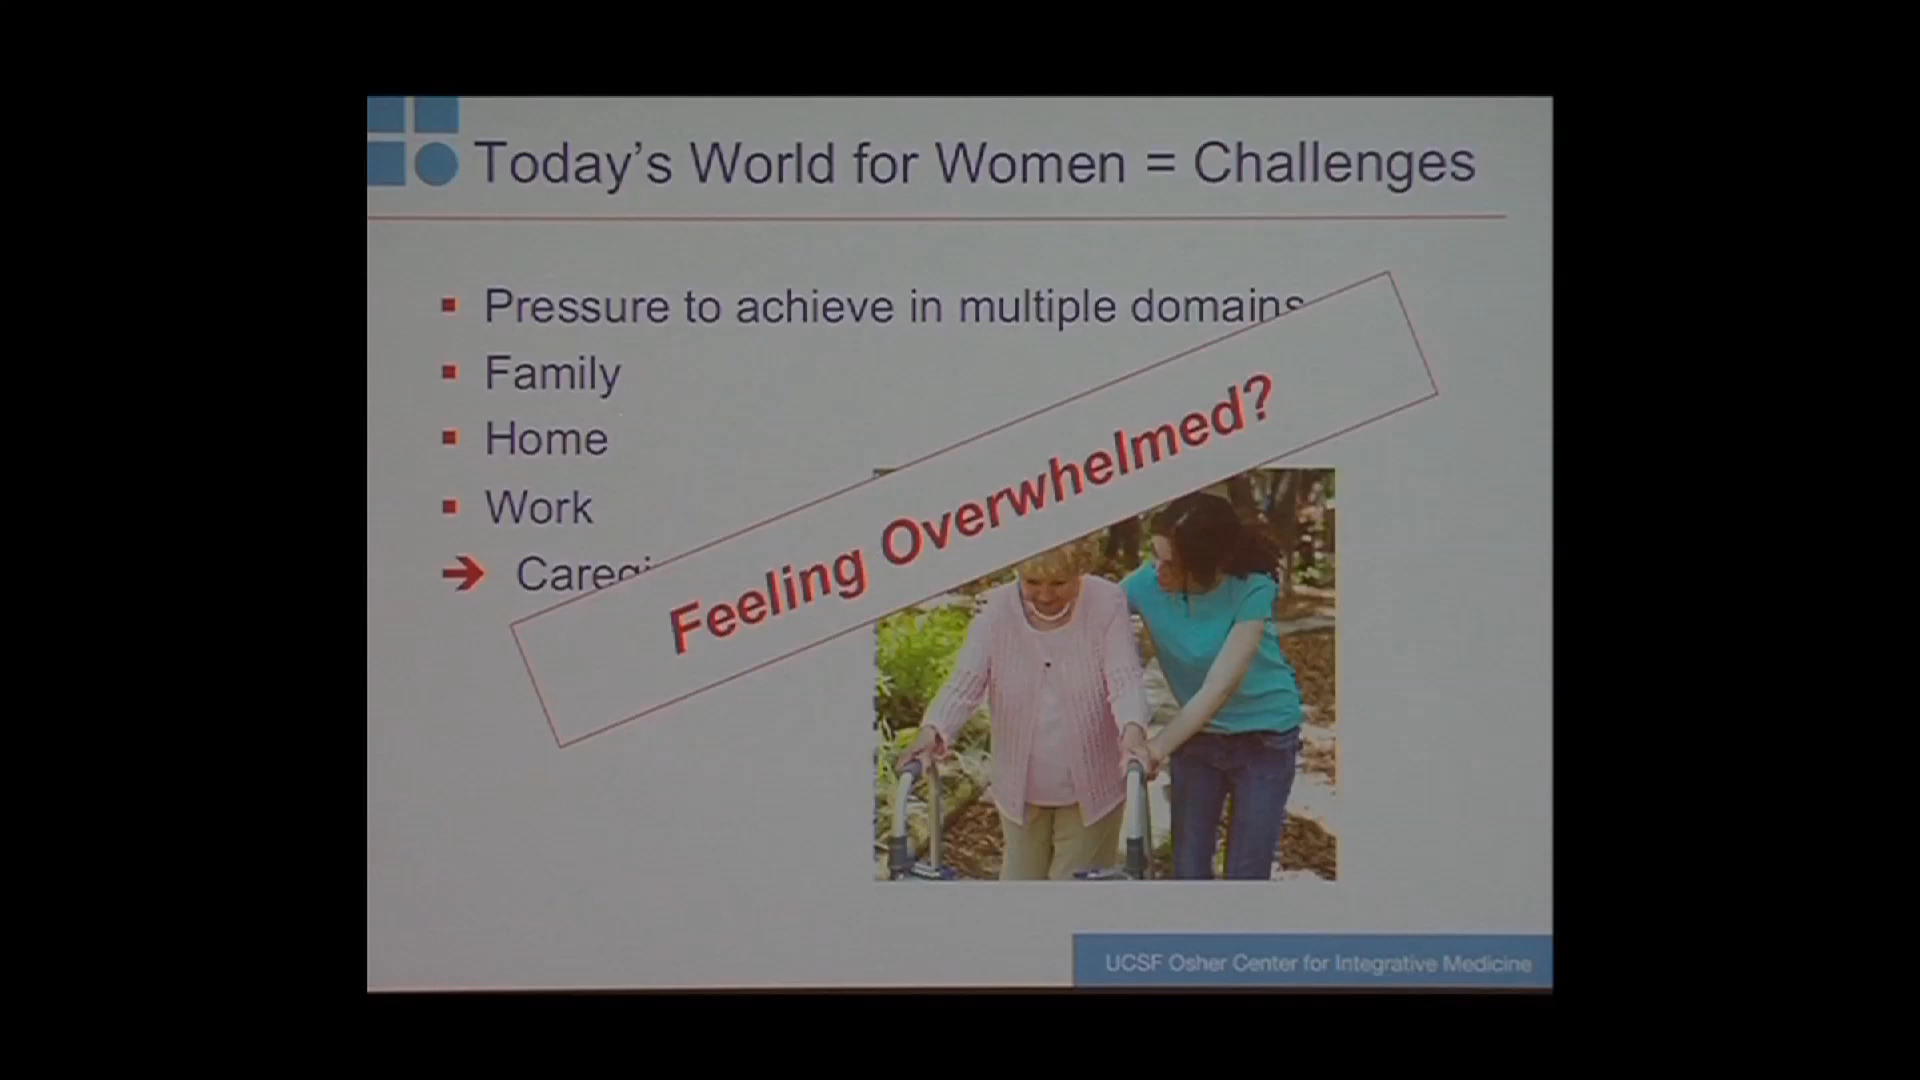 Today's World for Women = Challenges
Pressure to achieve in multiple domains
Family
Home
Work
Feeling Overwhelmed?
UCSF Osher Center for Integrative Medicine